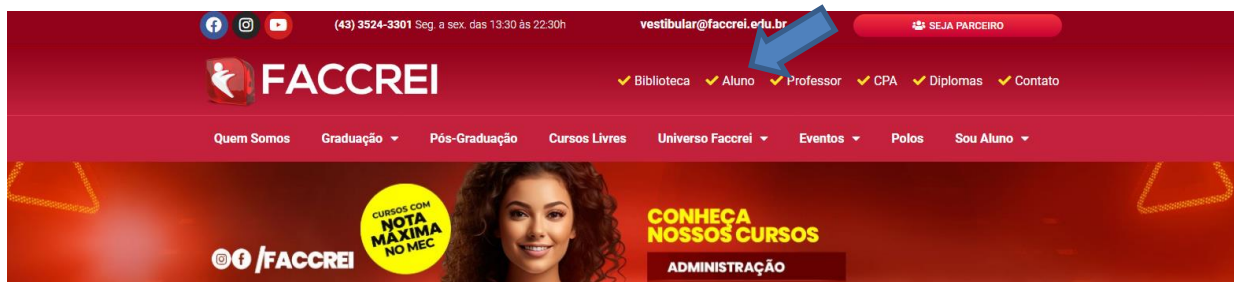 (43) 3524-3301 Seg. a sex. das 13:30 às 22:30h vestibular@faccrei.edu.br SEJA PARCEIRO
FACCREI
Biblioteca Aluno Professor CPA Diplomas Contato
Quem Somos Graduação Pós-Graduação Cursos Livres Universo Faccrei Eventos Polos Sou Aluno
CURSOS COM
NOTA
MÁXIMA
NO MEC
/FACCREI
CONHEÇA
NOSSOS CURSOS
ADMINISTRAÇÃO